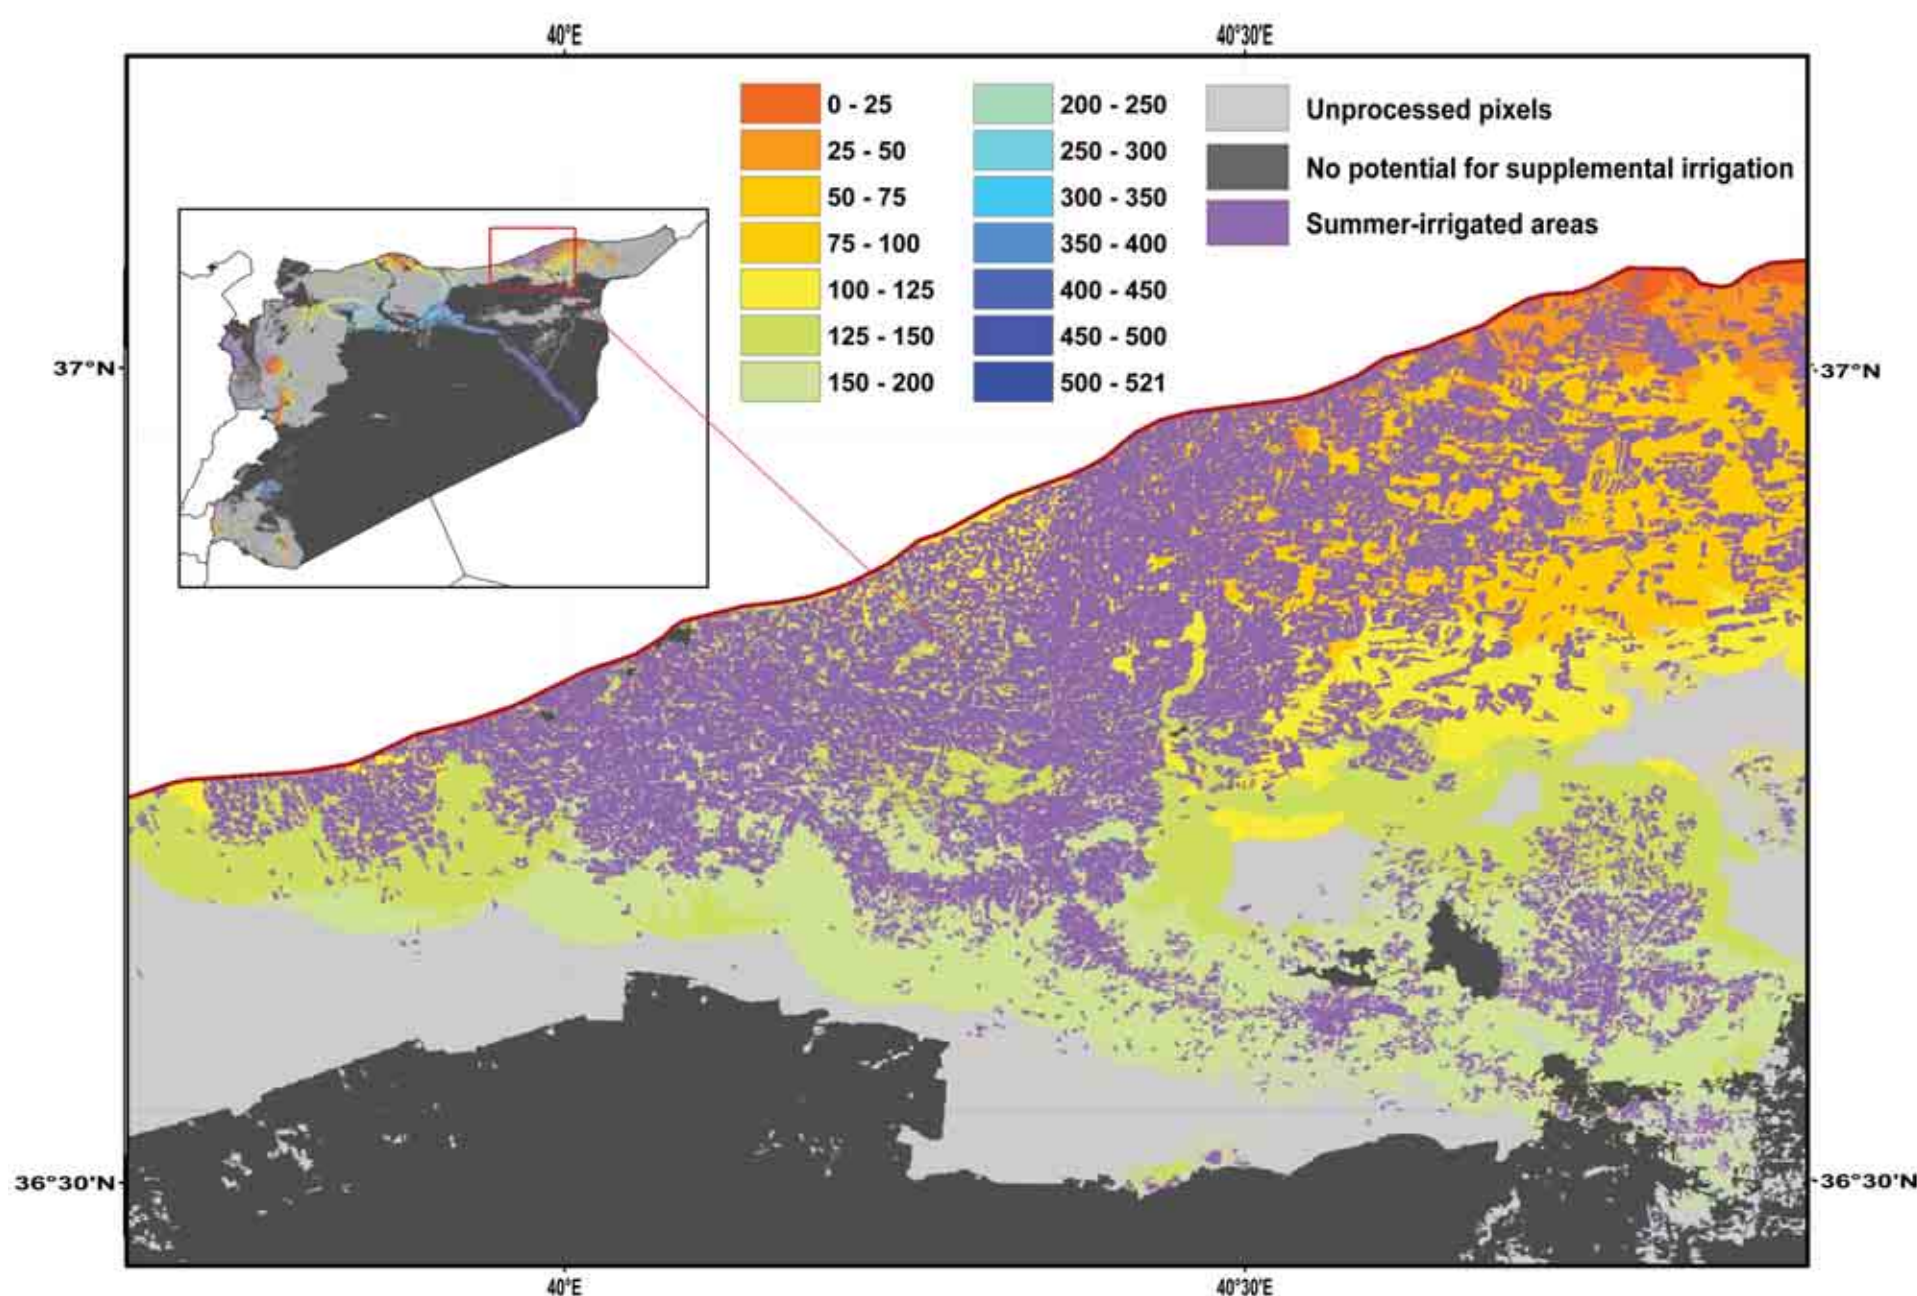 40°E 40°30'E
0 - 25
25 - 50
50 - 75
75 - 100
100 - 125
125 - 150
150 - 200
200 - 250
250 - 300
300 - 350
350 - 400
400 - 450
450 - 500
500 - 521
Unprocessed pixels
No potential for supplemental irrigation
Summer-irrigated areas
37°N 37°N
36°30'N 36°30'N
40°E 40°30'E